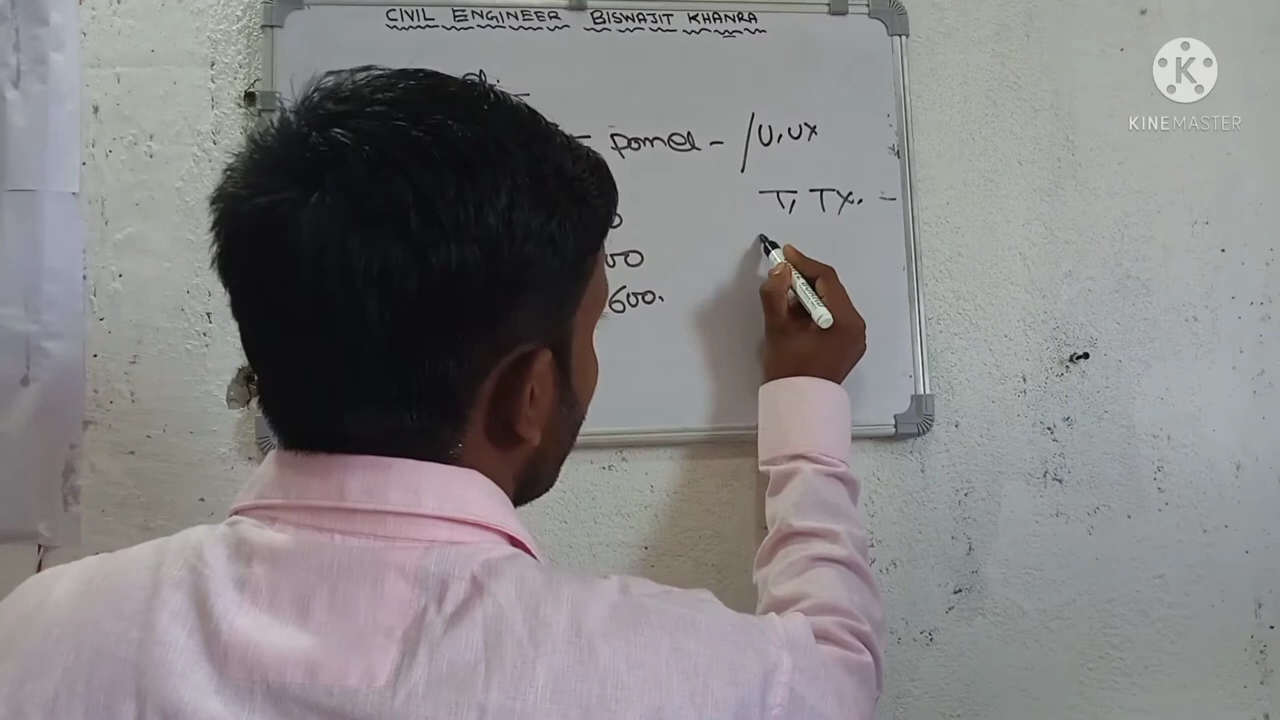 CIVIL ENGINEER BISWAJIT KHANRA
panel - / U, UX
T, TX. -
600.
K
KINEMASTER